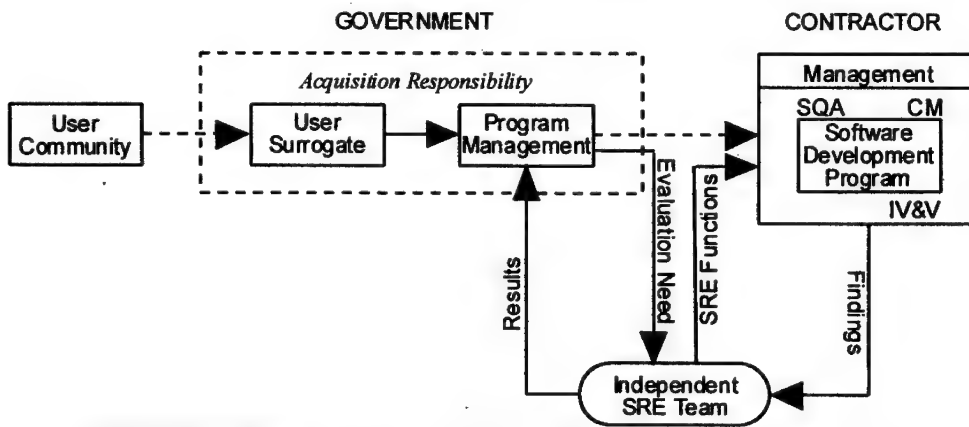 GOVERNMENT
CONTRACTOR
Acquisition Responsibility
Management
User
Community
User
Surrogate
Program
Management
SQA
CM
Software
Development
Program
IV&V
Results
Evaluation Need
SRE Functions
Findings
Independent
SRE Team